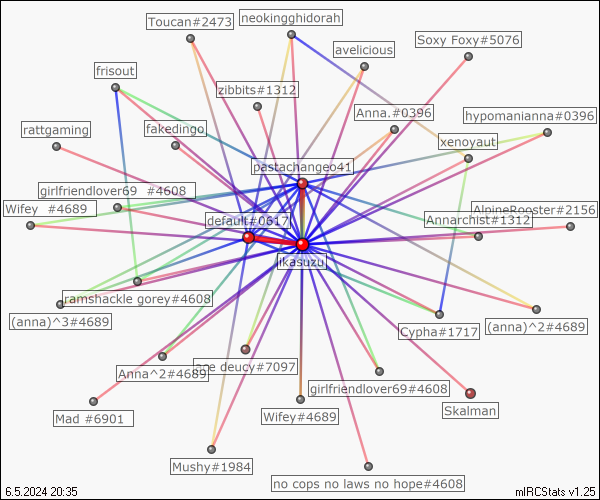 Toucan#2473
neokingghidorah
Soxy Foxy#5076
avelicious
frisout
zibbits#1312
Anna.#0396
hypomanianna#0396
rattgaming
fakedingo
xenoyaut
pastachangeo41
girlfriendlover69 #4608
Wifey #4689
default#0617
AlpineRooster#2156
Annarchist#1312
ikasuzu
ramshackle gorey#4608
(anna)^3#4689
Cypha#1717
(anna)^2#4689
Anna^2#4689
deucy#7097
girlfriendlover69#4608
Mad #6901
Wifey#4689
Skalman
Mushy#1984
no cops no laws no hope#4608
6.5.2024 20:35
mIRCStats v1.25